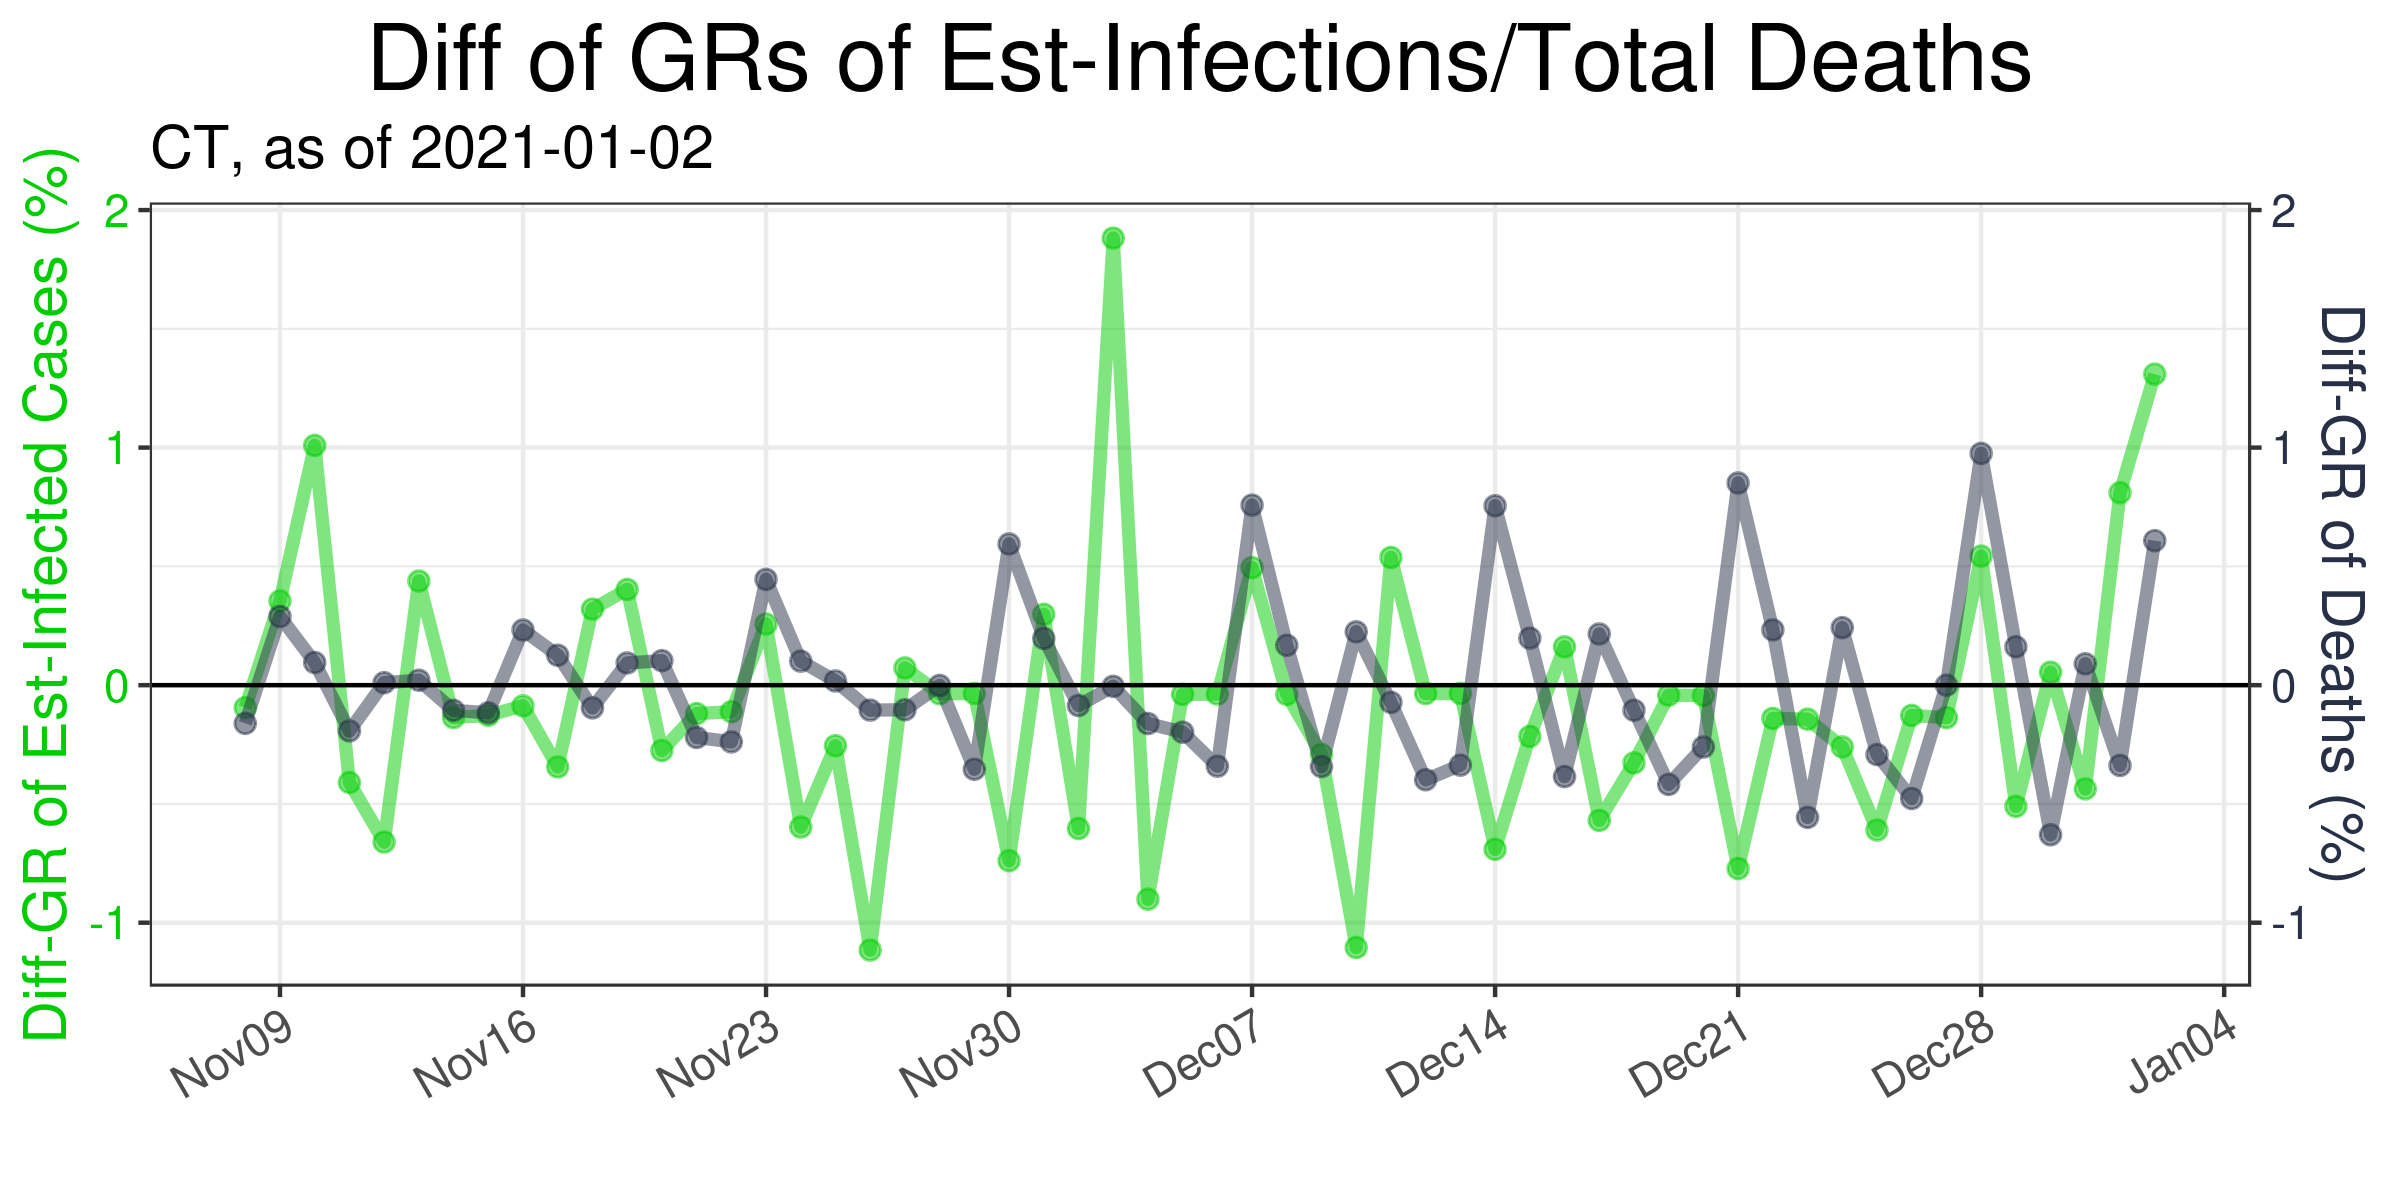 Diff of GRs of Est-Infections/Total Deaths
CT, as of 2021-01-02
Diff-GR of Est-Infected Cases (%)
2
1
0
-1
2
1
0
-1
Diff-GR of Deaths (%)
Nov09
Nov16
Nov23
Nov30
Dec07
Dec14
Dec21
Dec28
Jan04